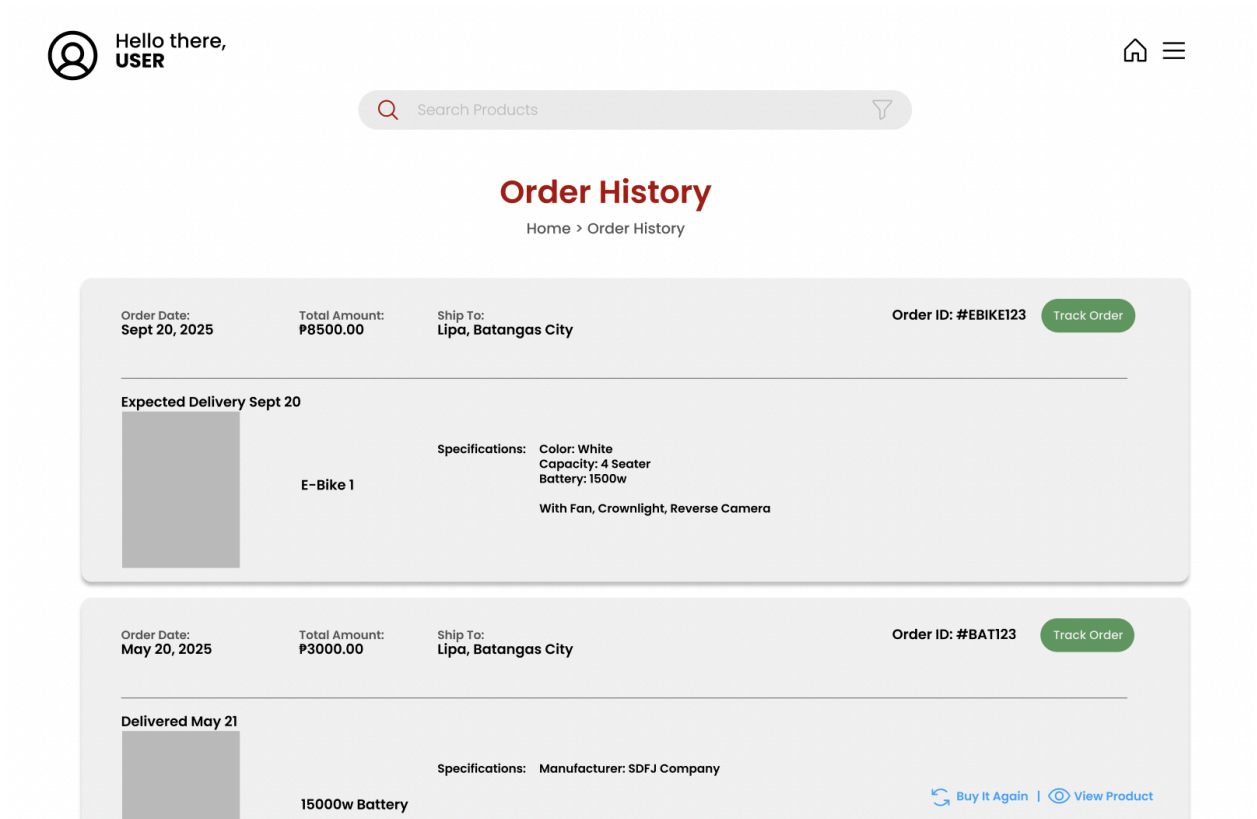 Hello there,
USER
Search Products
Order History
Home > Order History
Order Date:
Sept 20, 2025
Total Amount:
₱8500.00
Ship To:
Lipa, Batangas City
Order ID: #EBIKE123
Track Order
Expected Delivery Sept 20
E-Bike 1
Specifications:
Color: White
Capacity: 4 Seater
Battery: 1500w
With Fan, Crownlight, Reverse Camera
Order Date:
May 20, 2025
Total Amount:
₱3000.00
Ship To:
Lipa, Batangas City
Order ID: #BAT123
Track Order
Delivered May 21
15000w Battery
Specifications:
Manufacturer: SDFJ Company
Buy It Again | View Product